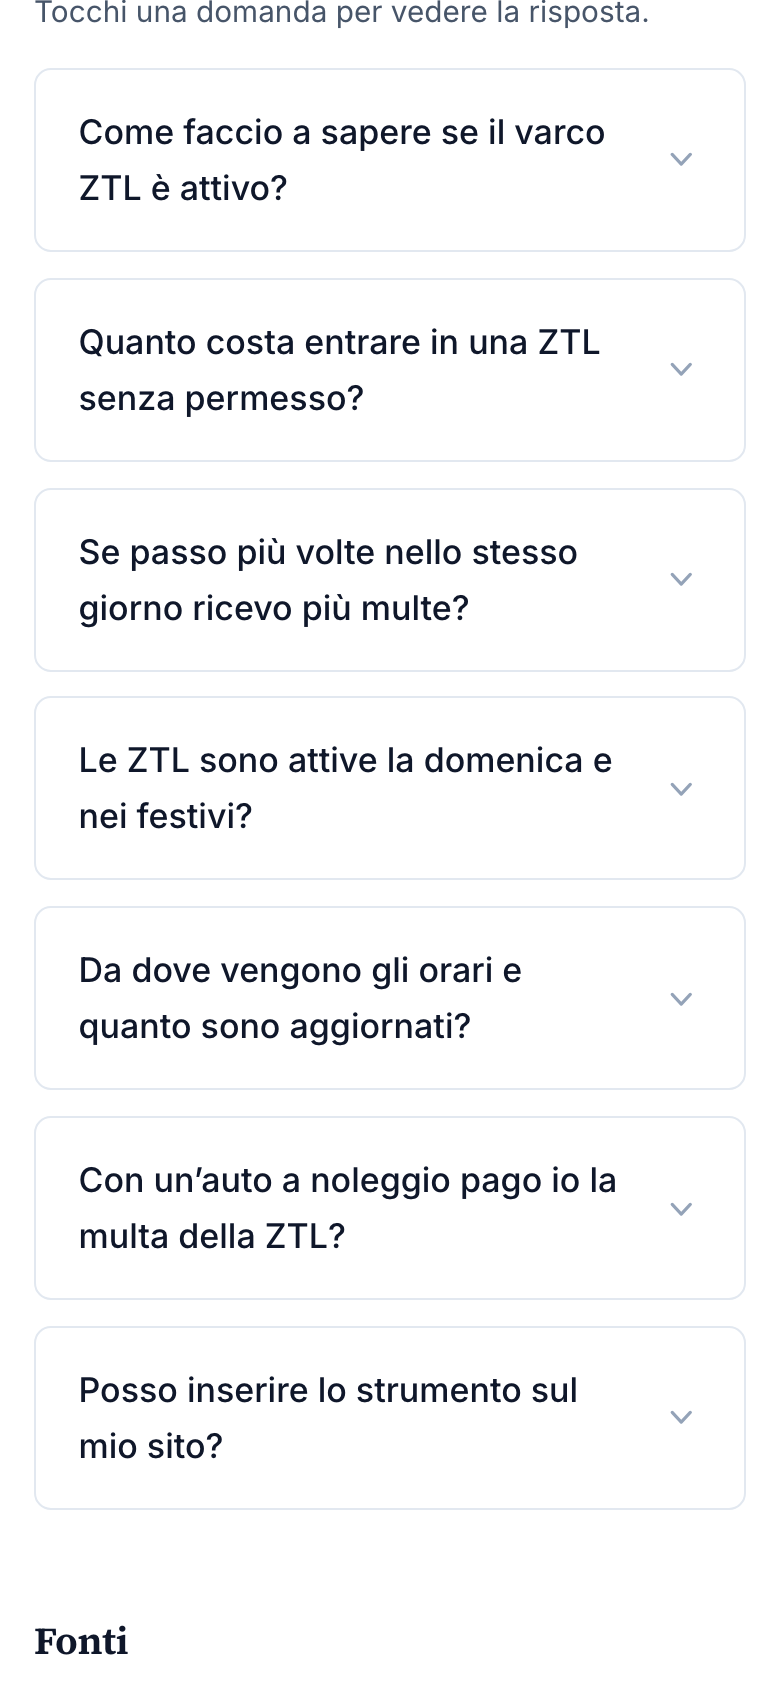 Tocchi una domanda per vedere la risposta.
Come faccio a sapere se il varco
ZTL è attivo?
Quanto costa entrare in una ZTL
senza permesso?
Se passo più volte nello stesso
giorno ricevo più multe?
Le ZTL sono attive la domenica e
nei festivi?
Da dove vengono gli orari e
quanto sono aggiornati?
Con un’auto a noleggio pago io la
multa della ZTL?
Posso inserire lo strumento sul
mio sito?
Fonti